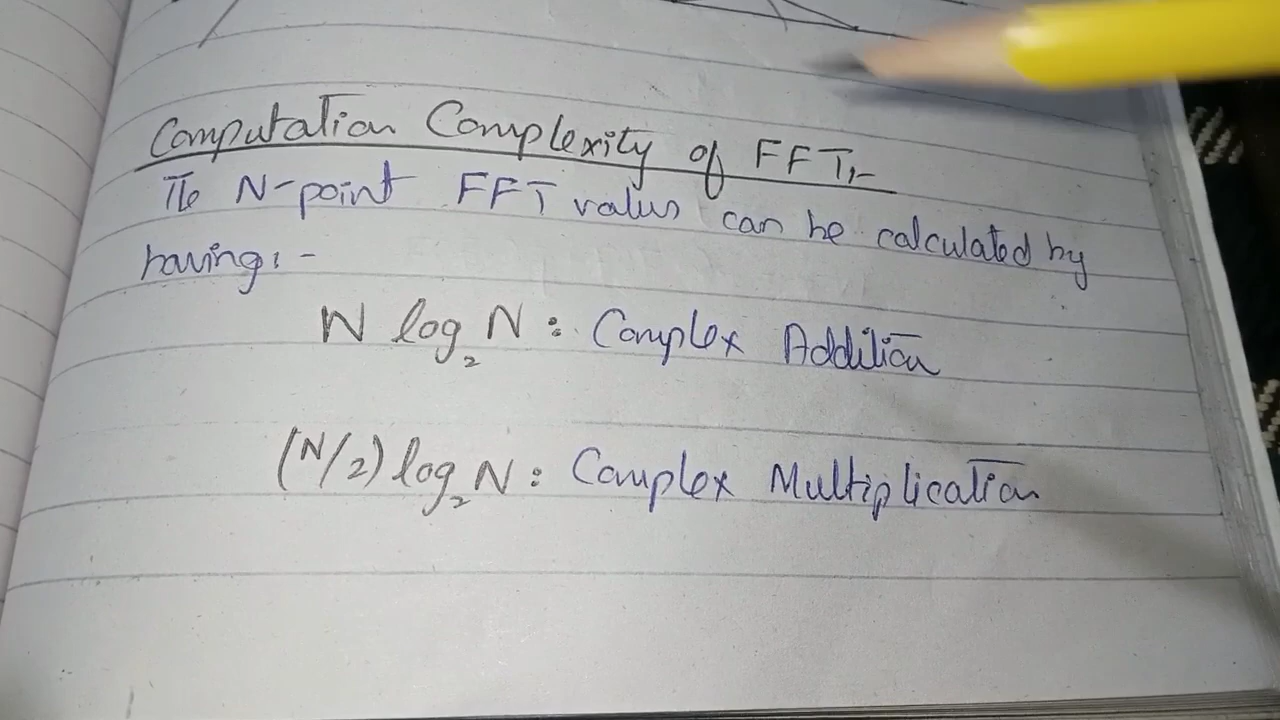 Computation Complexity of FFT:-
The N-point FFT values can be calculated by
having:-
N log₂ N : Complex Addition
(N/2) log₂ N : Complex Multiplication